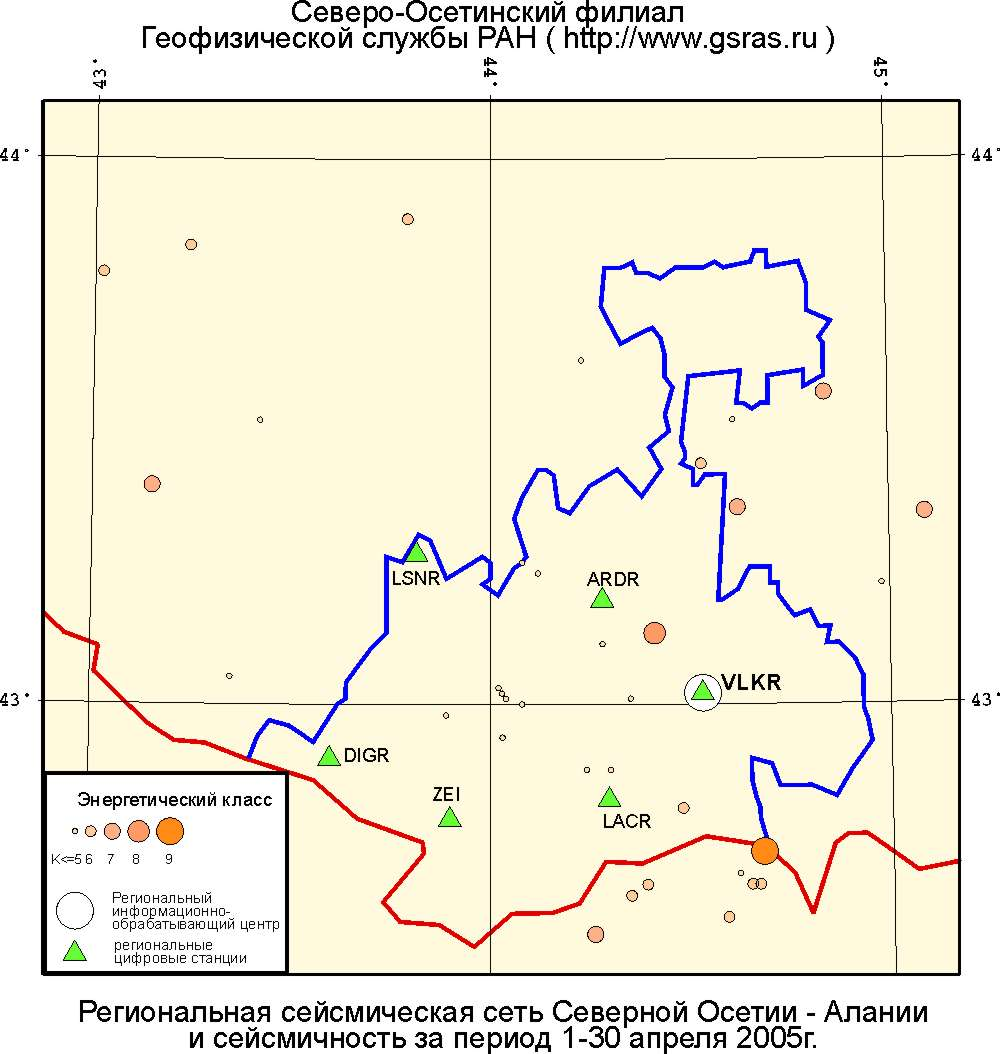 Северо-Осетинский филиал
Геофизической службы РАН ( http://www.gsras.ru )
43° 44° 45°
44° 44°
LSNR
ARDR
VLKR
43° 43°
DIGR
ZEI
LACR
Энергетический класс
K<=5 6 7 8 9
Региональный
информационно-
обрабатывающий центр
региональные
цифровые станции
Региональная сейсмическая сеть Северной Осетии - Алании
и сейсмичность за период 1-30 апреля 2005г.